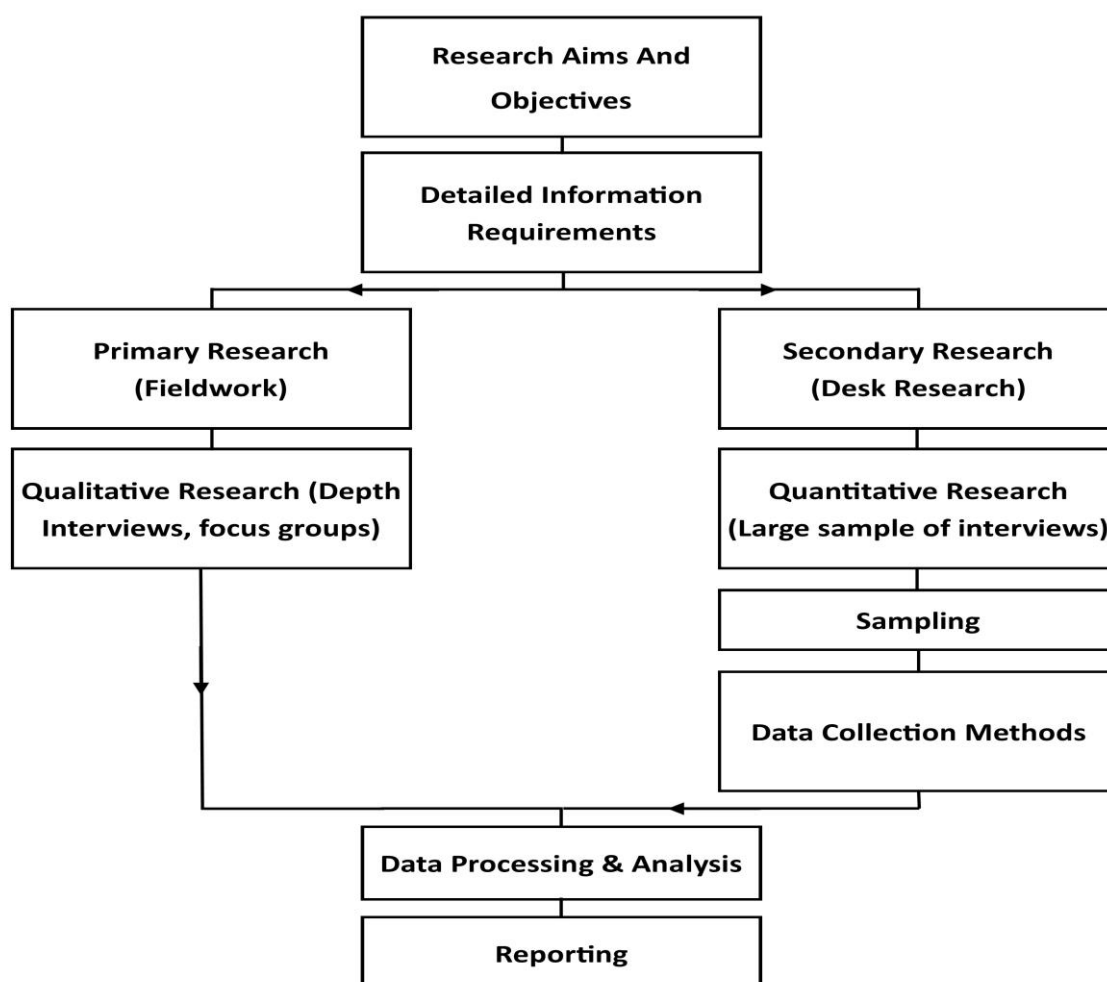 Research Aims And
Objectives
Detailed Information
Requirements
Primary Research
(Fieldwork)
Secondary Research
(Desk Research)
Qualitative Research (Depth
Interviews, focus groups)
Quantitative Research
(Large sample of interviews)
Sampling
Data Collection Methods
Data Processing & Analysis
Reporting